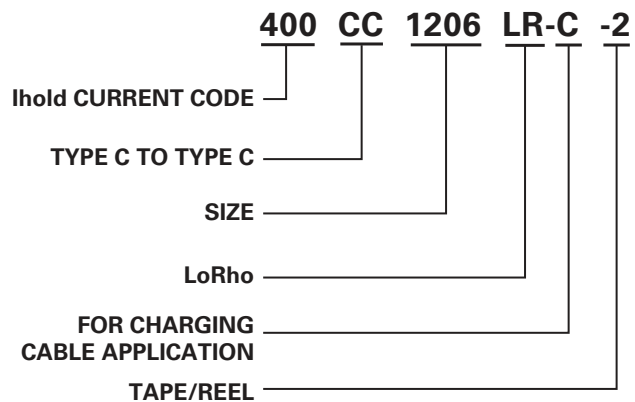 400 CC 1206 LR-C -2
Ihold CURRENT CODE
TYPE C TO TYPE C
SIZE
LoRho
FOR CHARGING
CABLE APPLICATION
TAPE/REEL